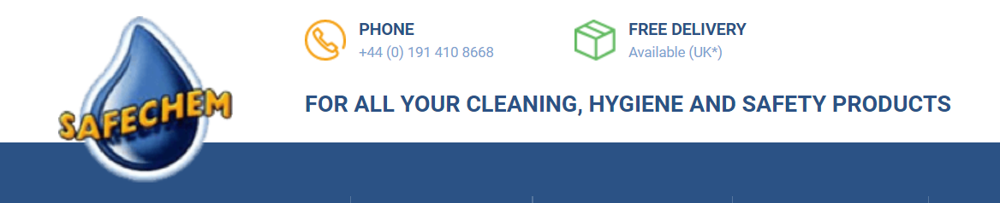 SAFECHEM
PHONE
+44 (0) 191 410 8668
FREE DELIVERY
Available (UK*)
FOR ALL YOUR CLEANING, HYGIENE AND SAFETY PRODUCTS